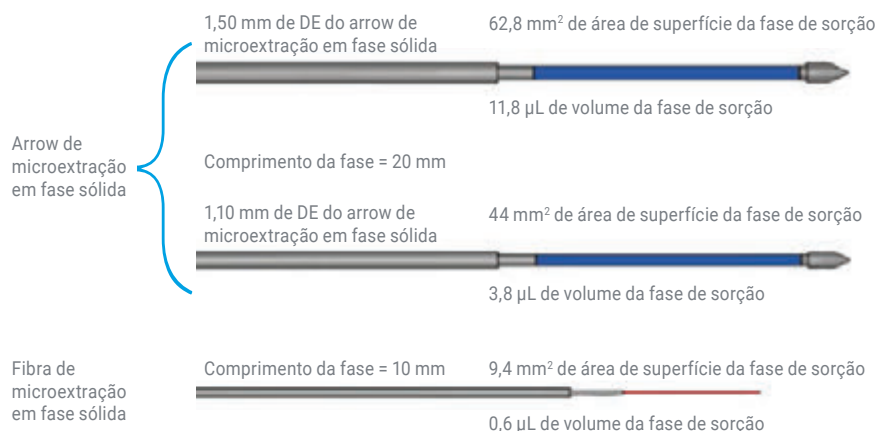 1,50 mm de DE do arrow de
microextração em fase sólida
62,8 mm² de área de superfície da fase de sorção
11,8 µL de volume da fase de sorção
Arrow de
microextração
em fase sólida
Comprimento da fase = 20 mm
1,10 mm de DE do arrow de
microextração em fase sólida
44 mm² de área de superfície da fase de sorção
3,8 µL de volume da fase de sorção
Fibra de
microextração
em fase sólida
Comprimento da fase = 10 mm
9,4 mm² de área de superfície da fase de sorção
0,6 µL de volume da fase de sorção